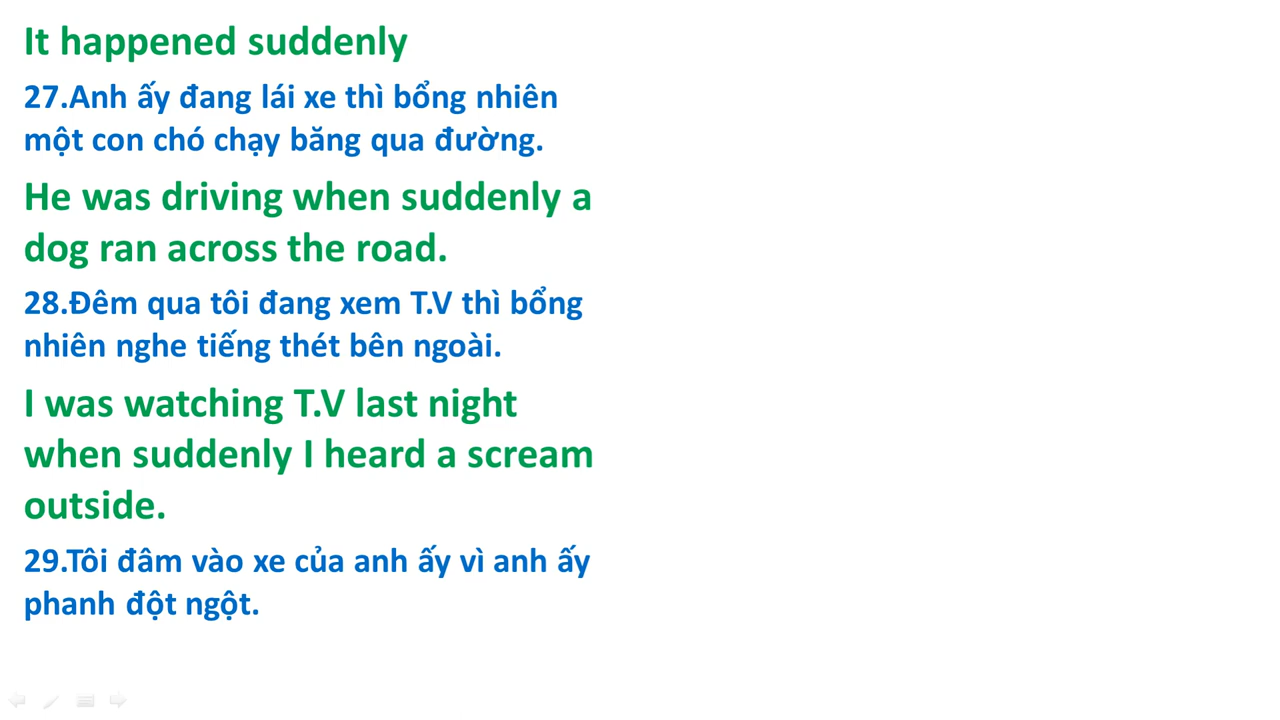 It happened suddenly
27.Anh ấy đang lái xe thì bổng nhiên
một con chó chạy băng qua đường.
He was driving when suddenly a
dog ran across the road.
28.Đêm qua tôi đang xem T.V thì bổng
nhiên nghe tiếng thét bên ngoài.
I was watching T.V last night
when suddenly I heard a scream
outside.
29.Tôi đâm vào xe của anh ấy vì anh ấy
phanh đột ngột.